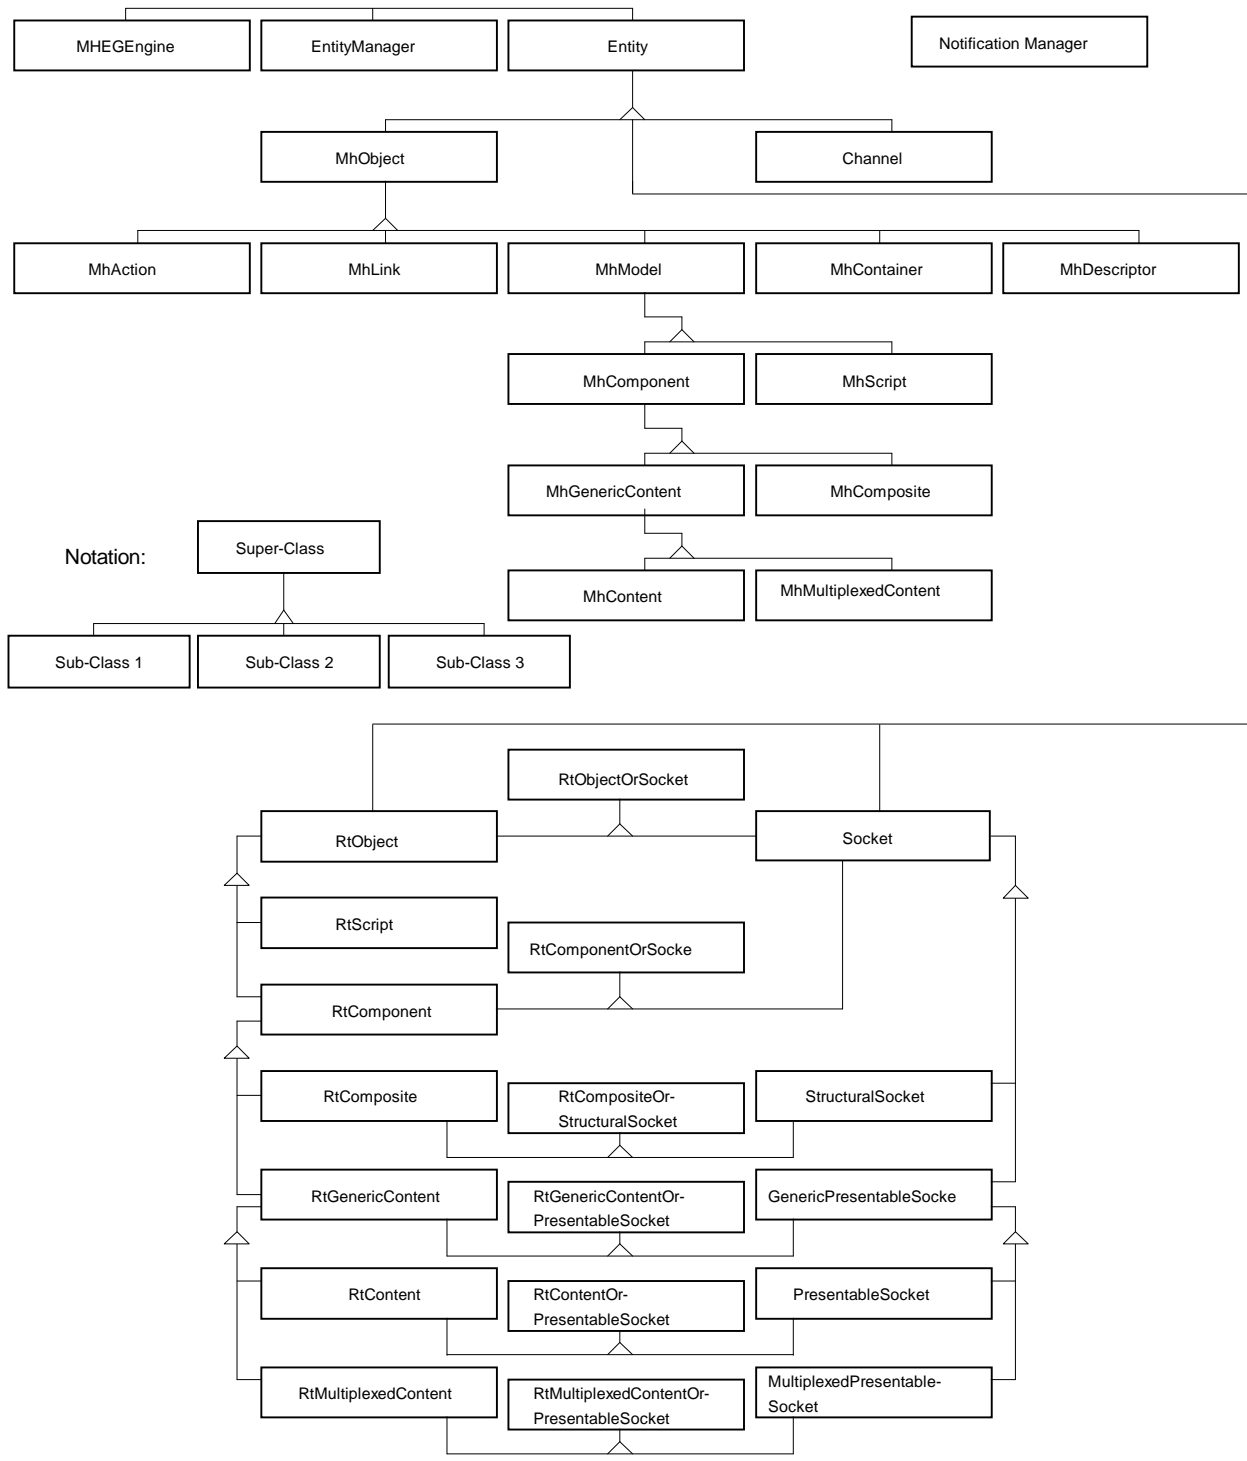 MHEGEngine
EntityManager
Entity
Notification Manager
MhObject
Channel
MhAction
MhLink
MhModel
MhContainer
MhDescriptor
MhComponent
MhScript
MhGenericContent
MhComposite
Notation:
Super-Class
MhContent
MhMultiplexedContent
Sub-Class 1
Sub-Class 2
Sub-Class 3
RtObjectOrSocket
RtObject
Socket
RtScript
RtComponentOrSocke
RtComponent
RtComposite
RtCompositeOr-
StructuralSocket
StructuralSocket
RtGenericContent
RtGenericContentOr-
PresentableSocket
GenericPresentableSocke
RtContent
RtContentOr-
PresentableSocket
PresentableSocket
RtMultiplexedContent
RtMultiplexedContentOr-
PresentableSocket
MultiplexedPresentable-
Socket